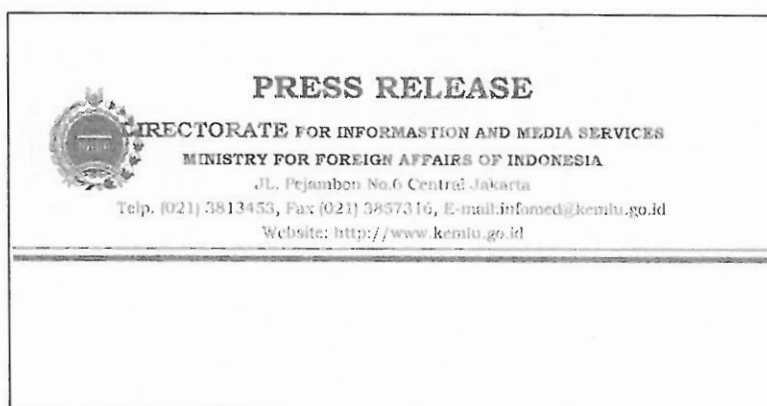 PRESS RELEASE
DIRECTORATE FOR INFORMASTION AND MEDIA SERVICES
MINISTRY FOR FOREIGN AFFAIRS OF INDONESIA
JL. Pejambon No.6 Central Jakarta
Telp. (021) 3813453, Fax (021) 3857316, E-mail:infomed@kemlu.go.id
Website: http://www.kemlu.go.id